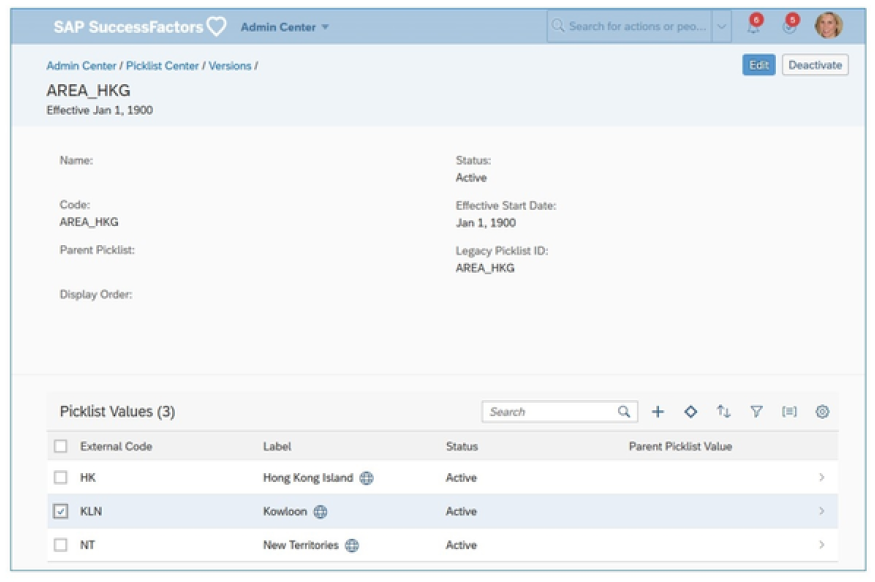 SAP SuccessFactors Admin Center Search for actions or peo... 6 5
Admin Center / Picklist Center / Versions / Edit Deactivate
AREA_HKG
Effective Jan 1, 1900
Name: Status:
Active
Code: Effective Start Date:
AREA_HKG Jan 1, 1900
Parent Picklist: Legacy Picklist ID:
AREA_HKG
Display Order:
Picklist Values (3) Search
External Code Label Status Parent Picklist Value
HK Hong Kong Island Active
KLN Kowloon Active
NT New Territories Active